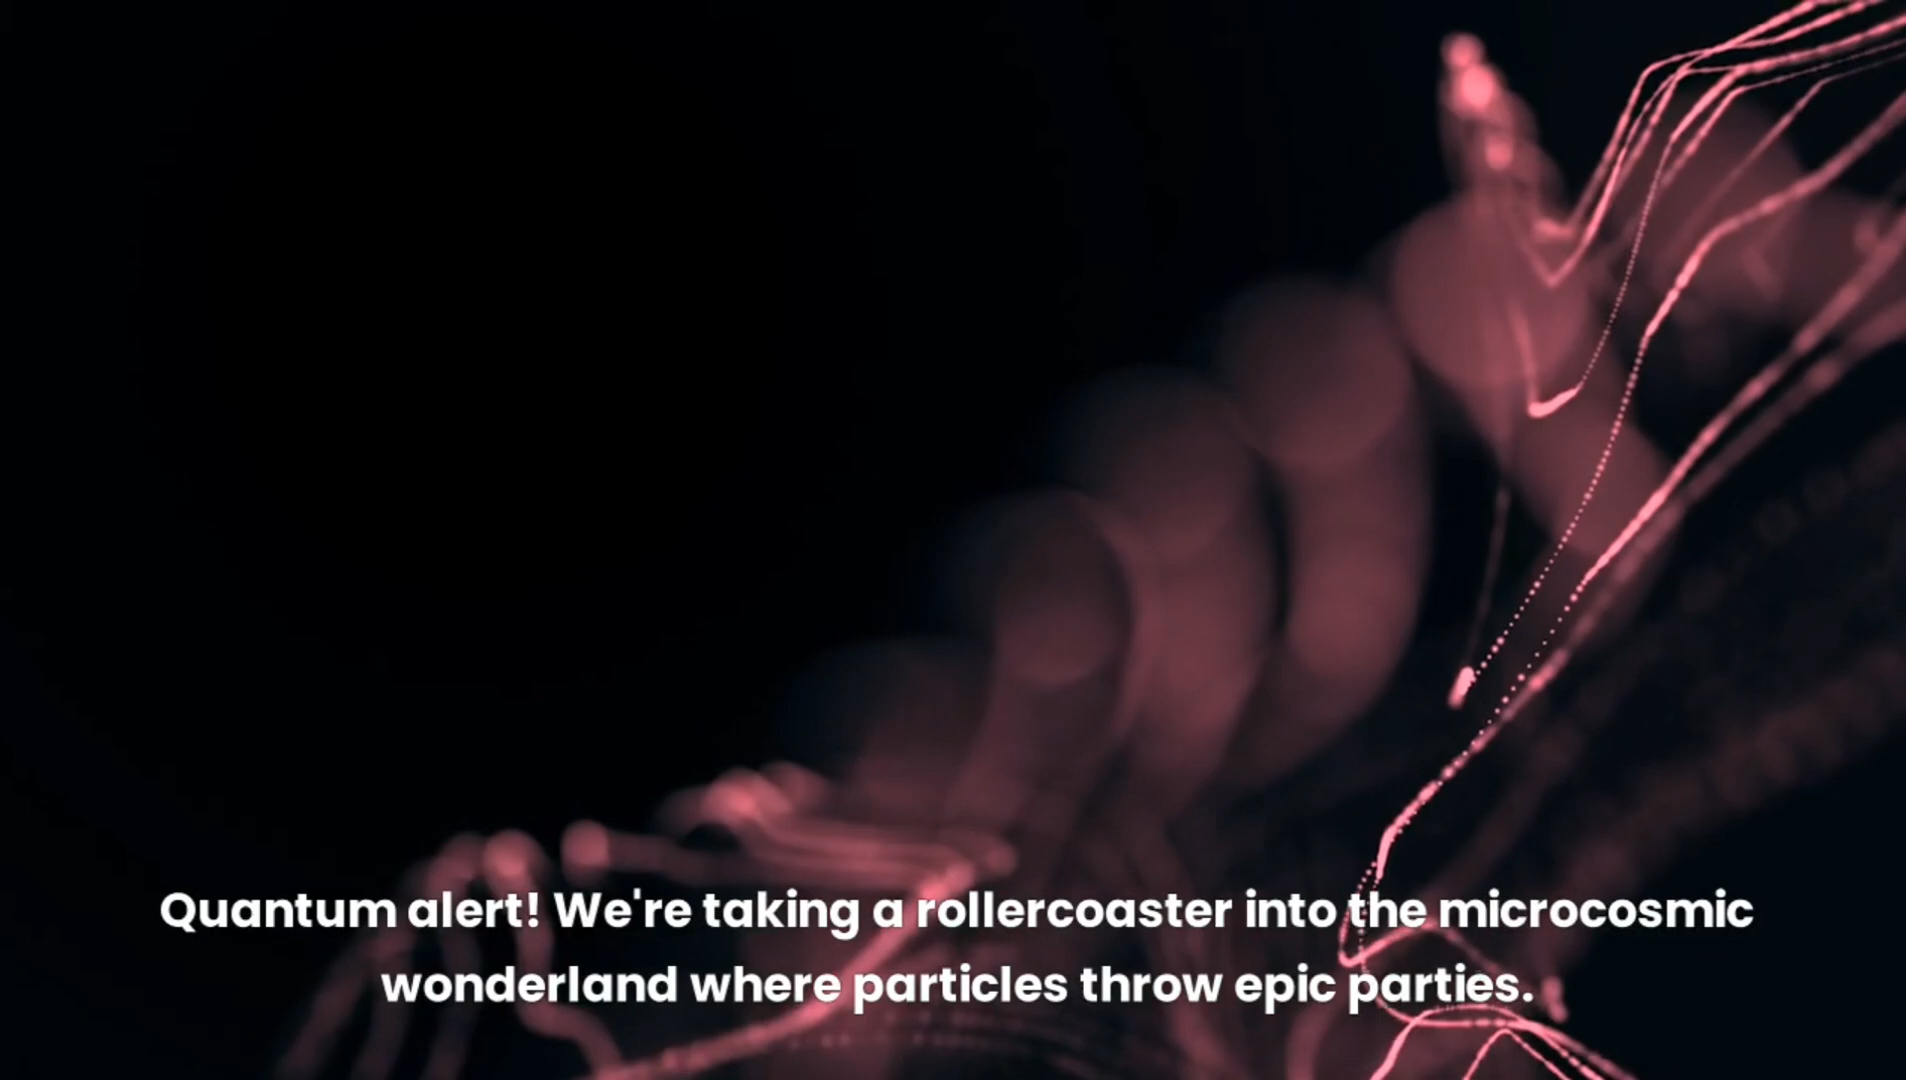 Quantum alert! We're taking a rollercoaster into the microcosmic
wonderland where particles throw epic parties.